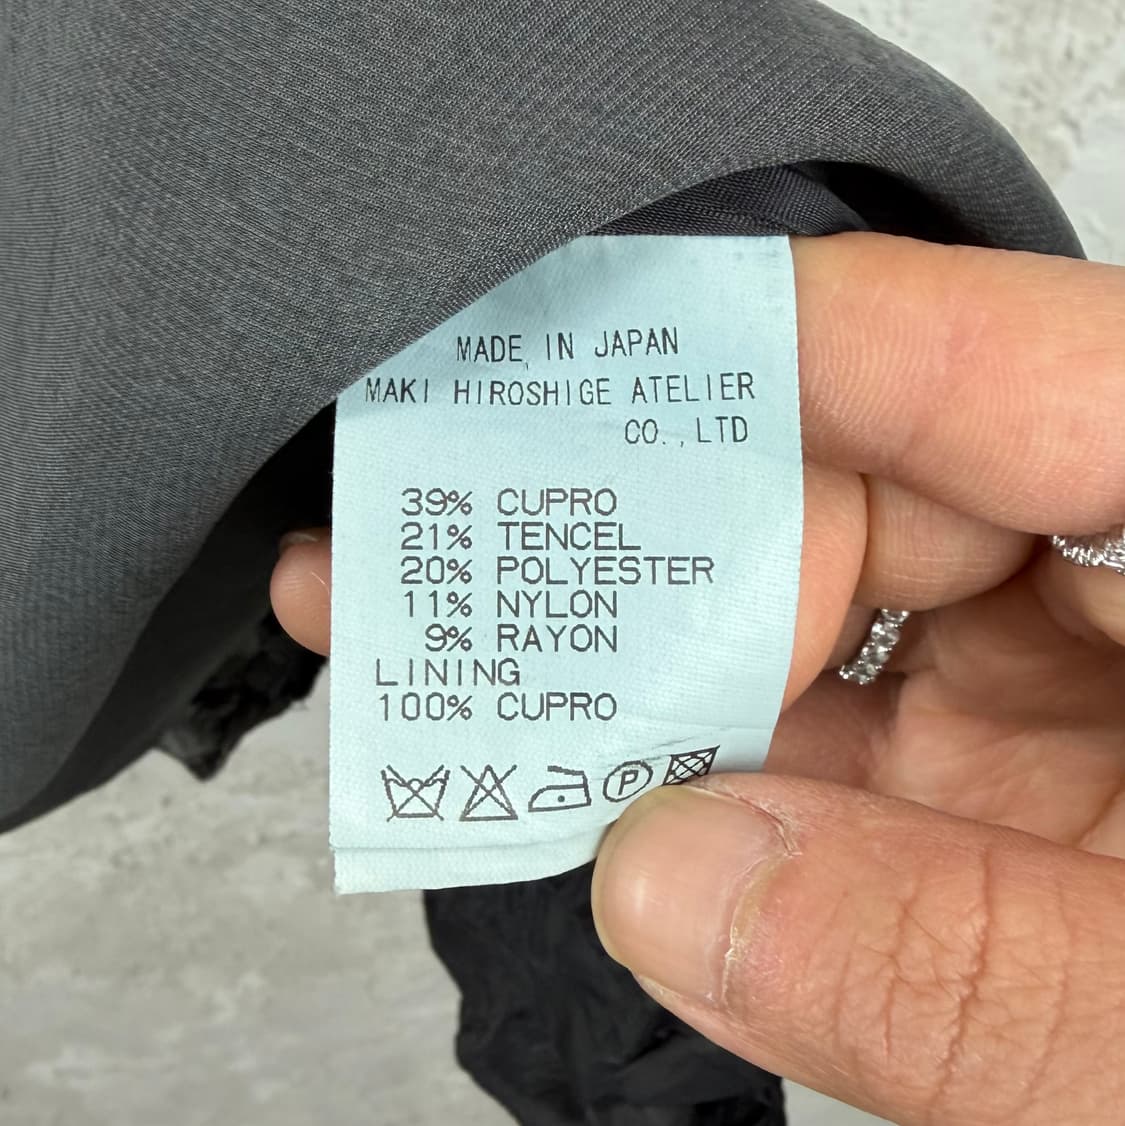 MADE IN JAPAN
MAKI HIROSHIGE ATELIER
CO.,LTD
39% CUPRO
21% TENCEL
20% POLYESTER
11% NYLON
9% RAYON
LINING
100% CUPRO
P